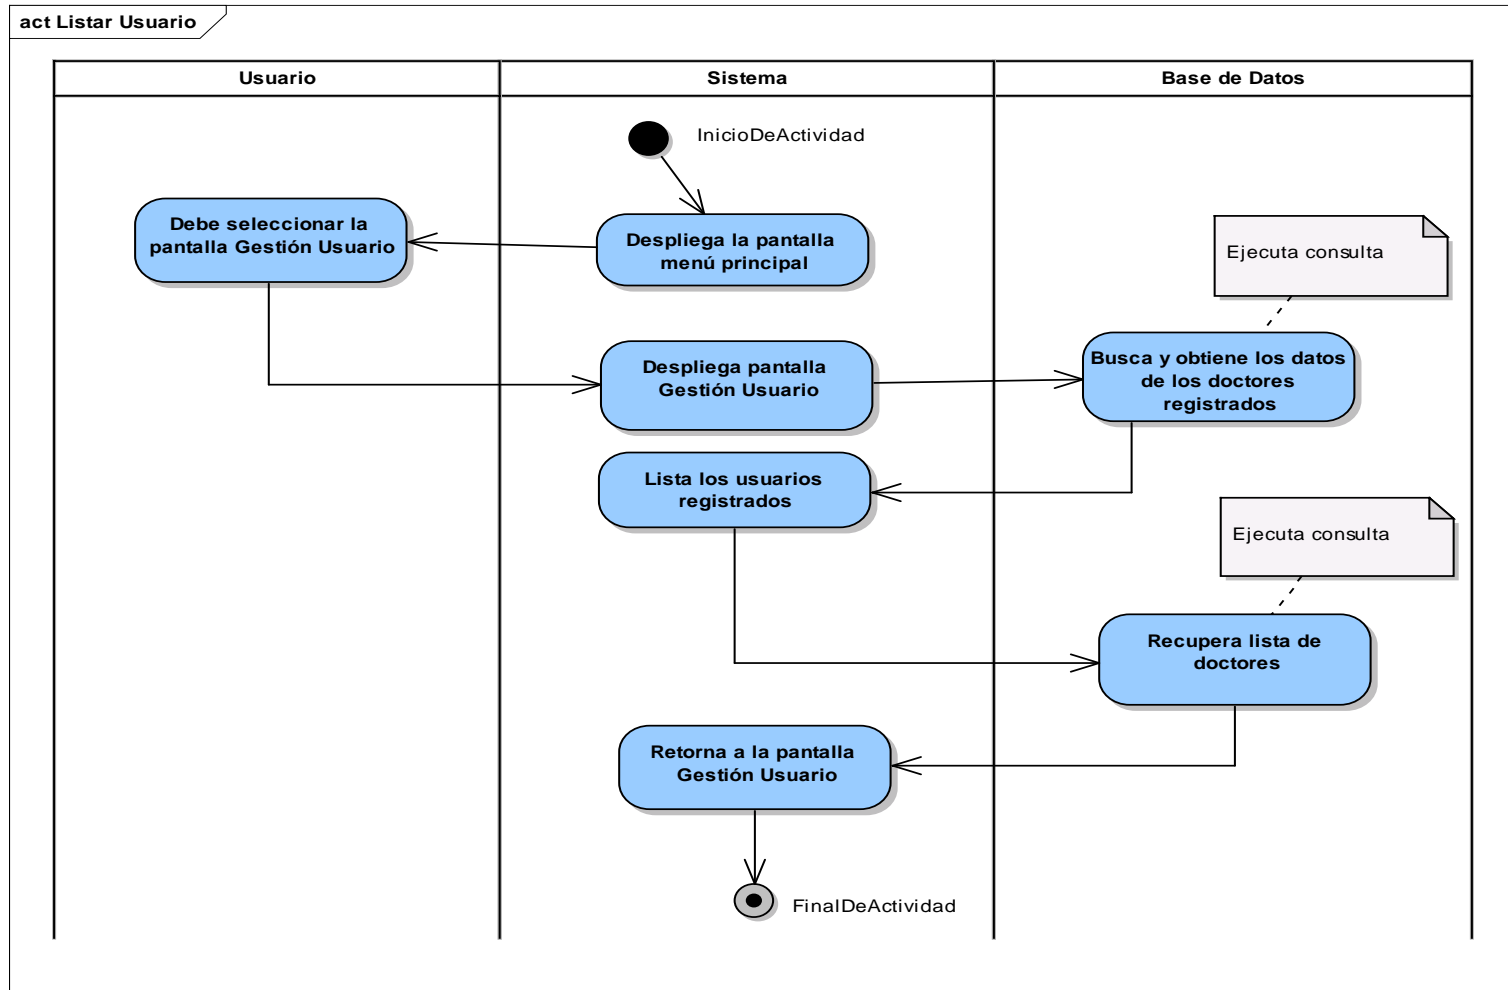 act Listar Usuario
Usuario
Sistema
Base de Datos
InicioDeActividad
Debe seleccionar la
pantalla Gestión Usuario
Despliega la pantalla
menú principal
Ejecuta consulta
Despliega pantalla
Gestión Usuario
Busca y obtiene los datos
de los doctores
registrados
Lista los usuarios
registrados
Ejecuta consulta
Recupera lista de
doctores
Retorna a la pantalla
Gestión Usuario
FinalDeActividad